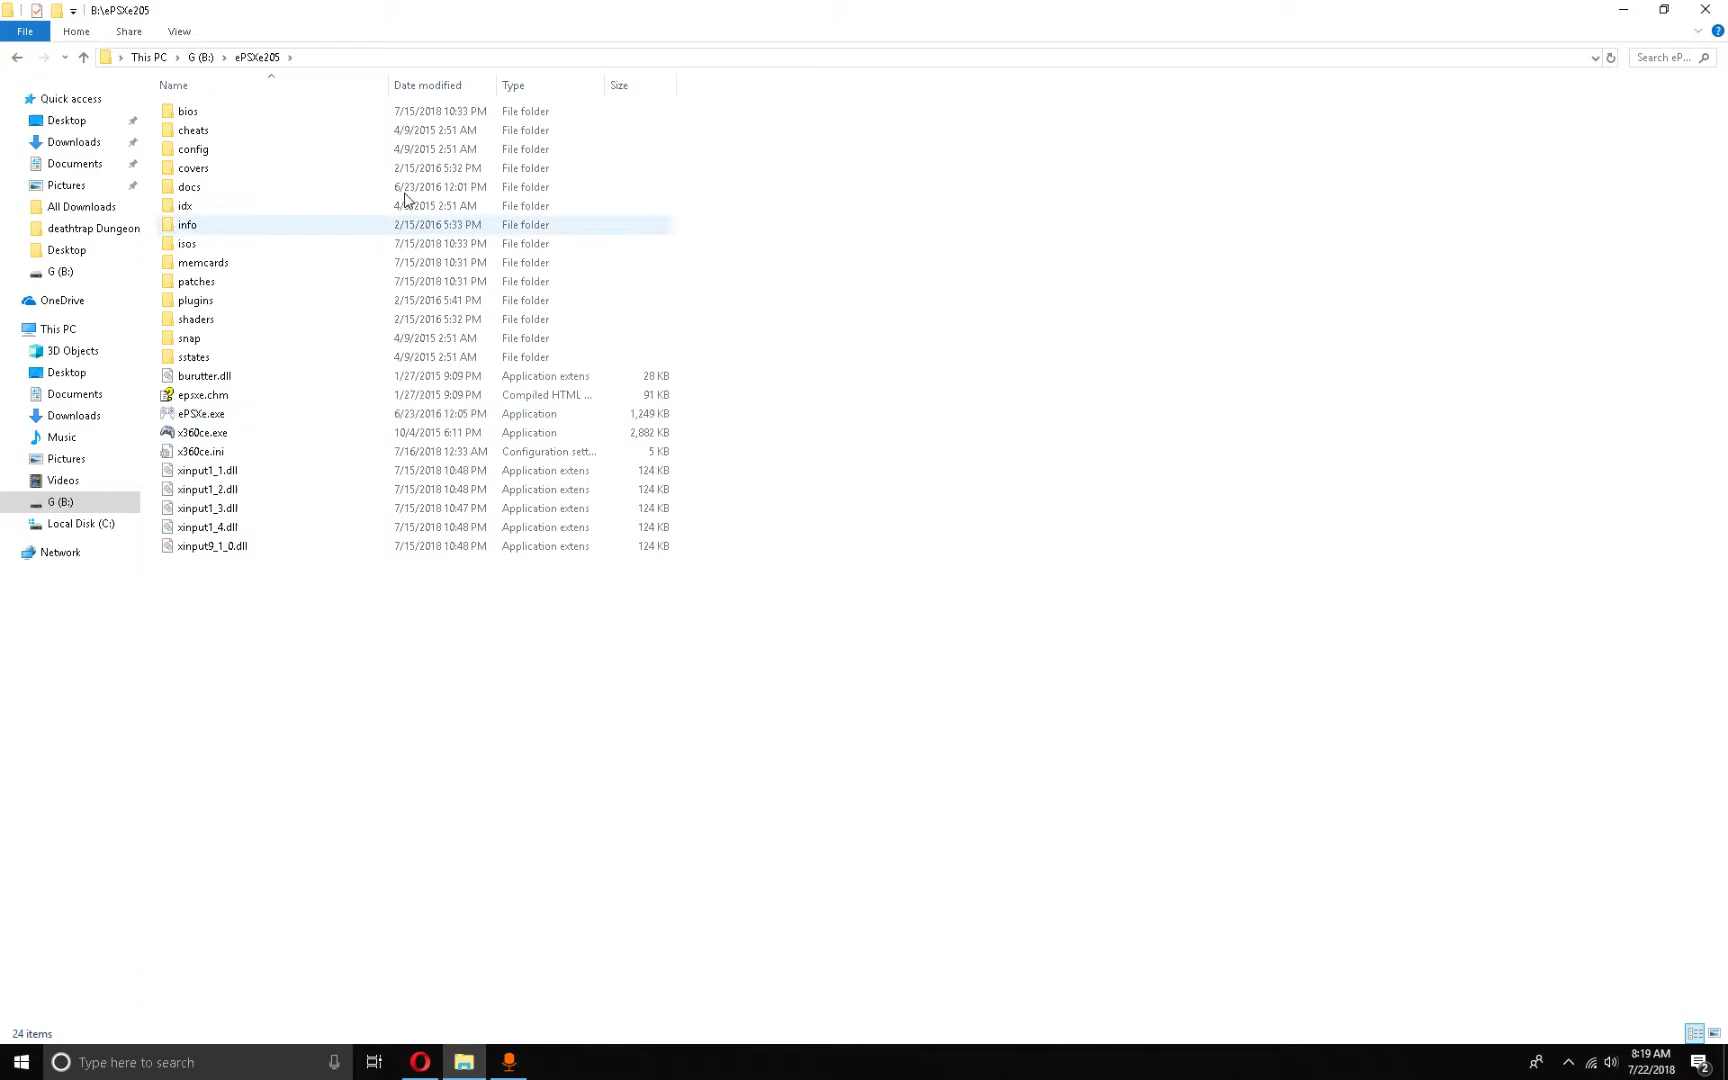 B:\ePSXe205
File Home Share View
This PC G (B:) ePSXe205 Search eP...
Name Date modified Type Size
Quick access
Desktop
Downloads
Documents
Pictures
All Downloads
deathtrap Dungeon
Desktop
G (B:)
OneDrive
This PC
3D Objects
Desktop
Documents
Downloads
Music
Pictures
Videos
G (B:)
Local Disk (C:)
Network
bios 7/15/2018 10:33 PM File folder
cheats 4/9/2015 2:51 AM File folder
config 4/9/2015 2:51 AM File folder
covers 2/15/2016 5:32 PM File folder
docs 6/23/2016 12:01 PM File folder
idx 2:51 AM File folder
info 2/15/2016 5:33 PM File folder
isos 7/15/2018 10:33 PM File folder
memcards 7/15/2018 10:31 PM File folder
patches 7/15/2018 10:31 PM File folder
plugins 2/15/2016 5:41 PM File folder
shaders 2/15/2016 5:32 PM File folder
snap 4/9/2015 2:51 AM File folder
sstates 4/9/2015 2:51 AM File folder
burutter.dll 1/27/2015 9:09 PM Application extens 28 KB
epsxe.chm 1/27/2015 9:09 PM Compiled HTML ... 91 KB
ePSXe.exe 6/23/2016 12:05 PM Application 1,249 KB
x360ce.exe 10/4/2015 6:11 PM Application 2,882 KB
x360ce.ini 7/16/2018 12:33 AM Configuration sett... 5 KB
xinput1_1.dll 7/15/2018 10:48 PM Application extens 124 KB
xinput1_2.dll 7/15/2018 10:48 PM Application extens 124 KB
xinput1_3.dll 7/15/2018 10:47 PM Application extens 124 KB
xinput1_4.dll 7/15/2018 10:48 PM Application extens 124 KB
xinput9_1_0.dll 7/15/2018 10:48 PM Application extens 124 KB
24 items
Type here to search
8:19 AM
7/22/2018
2